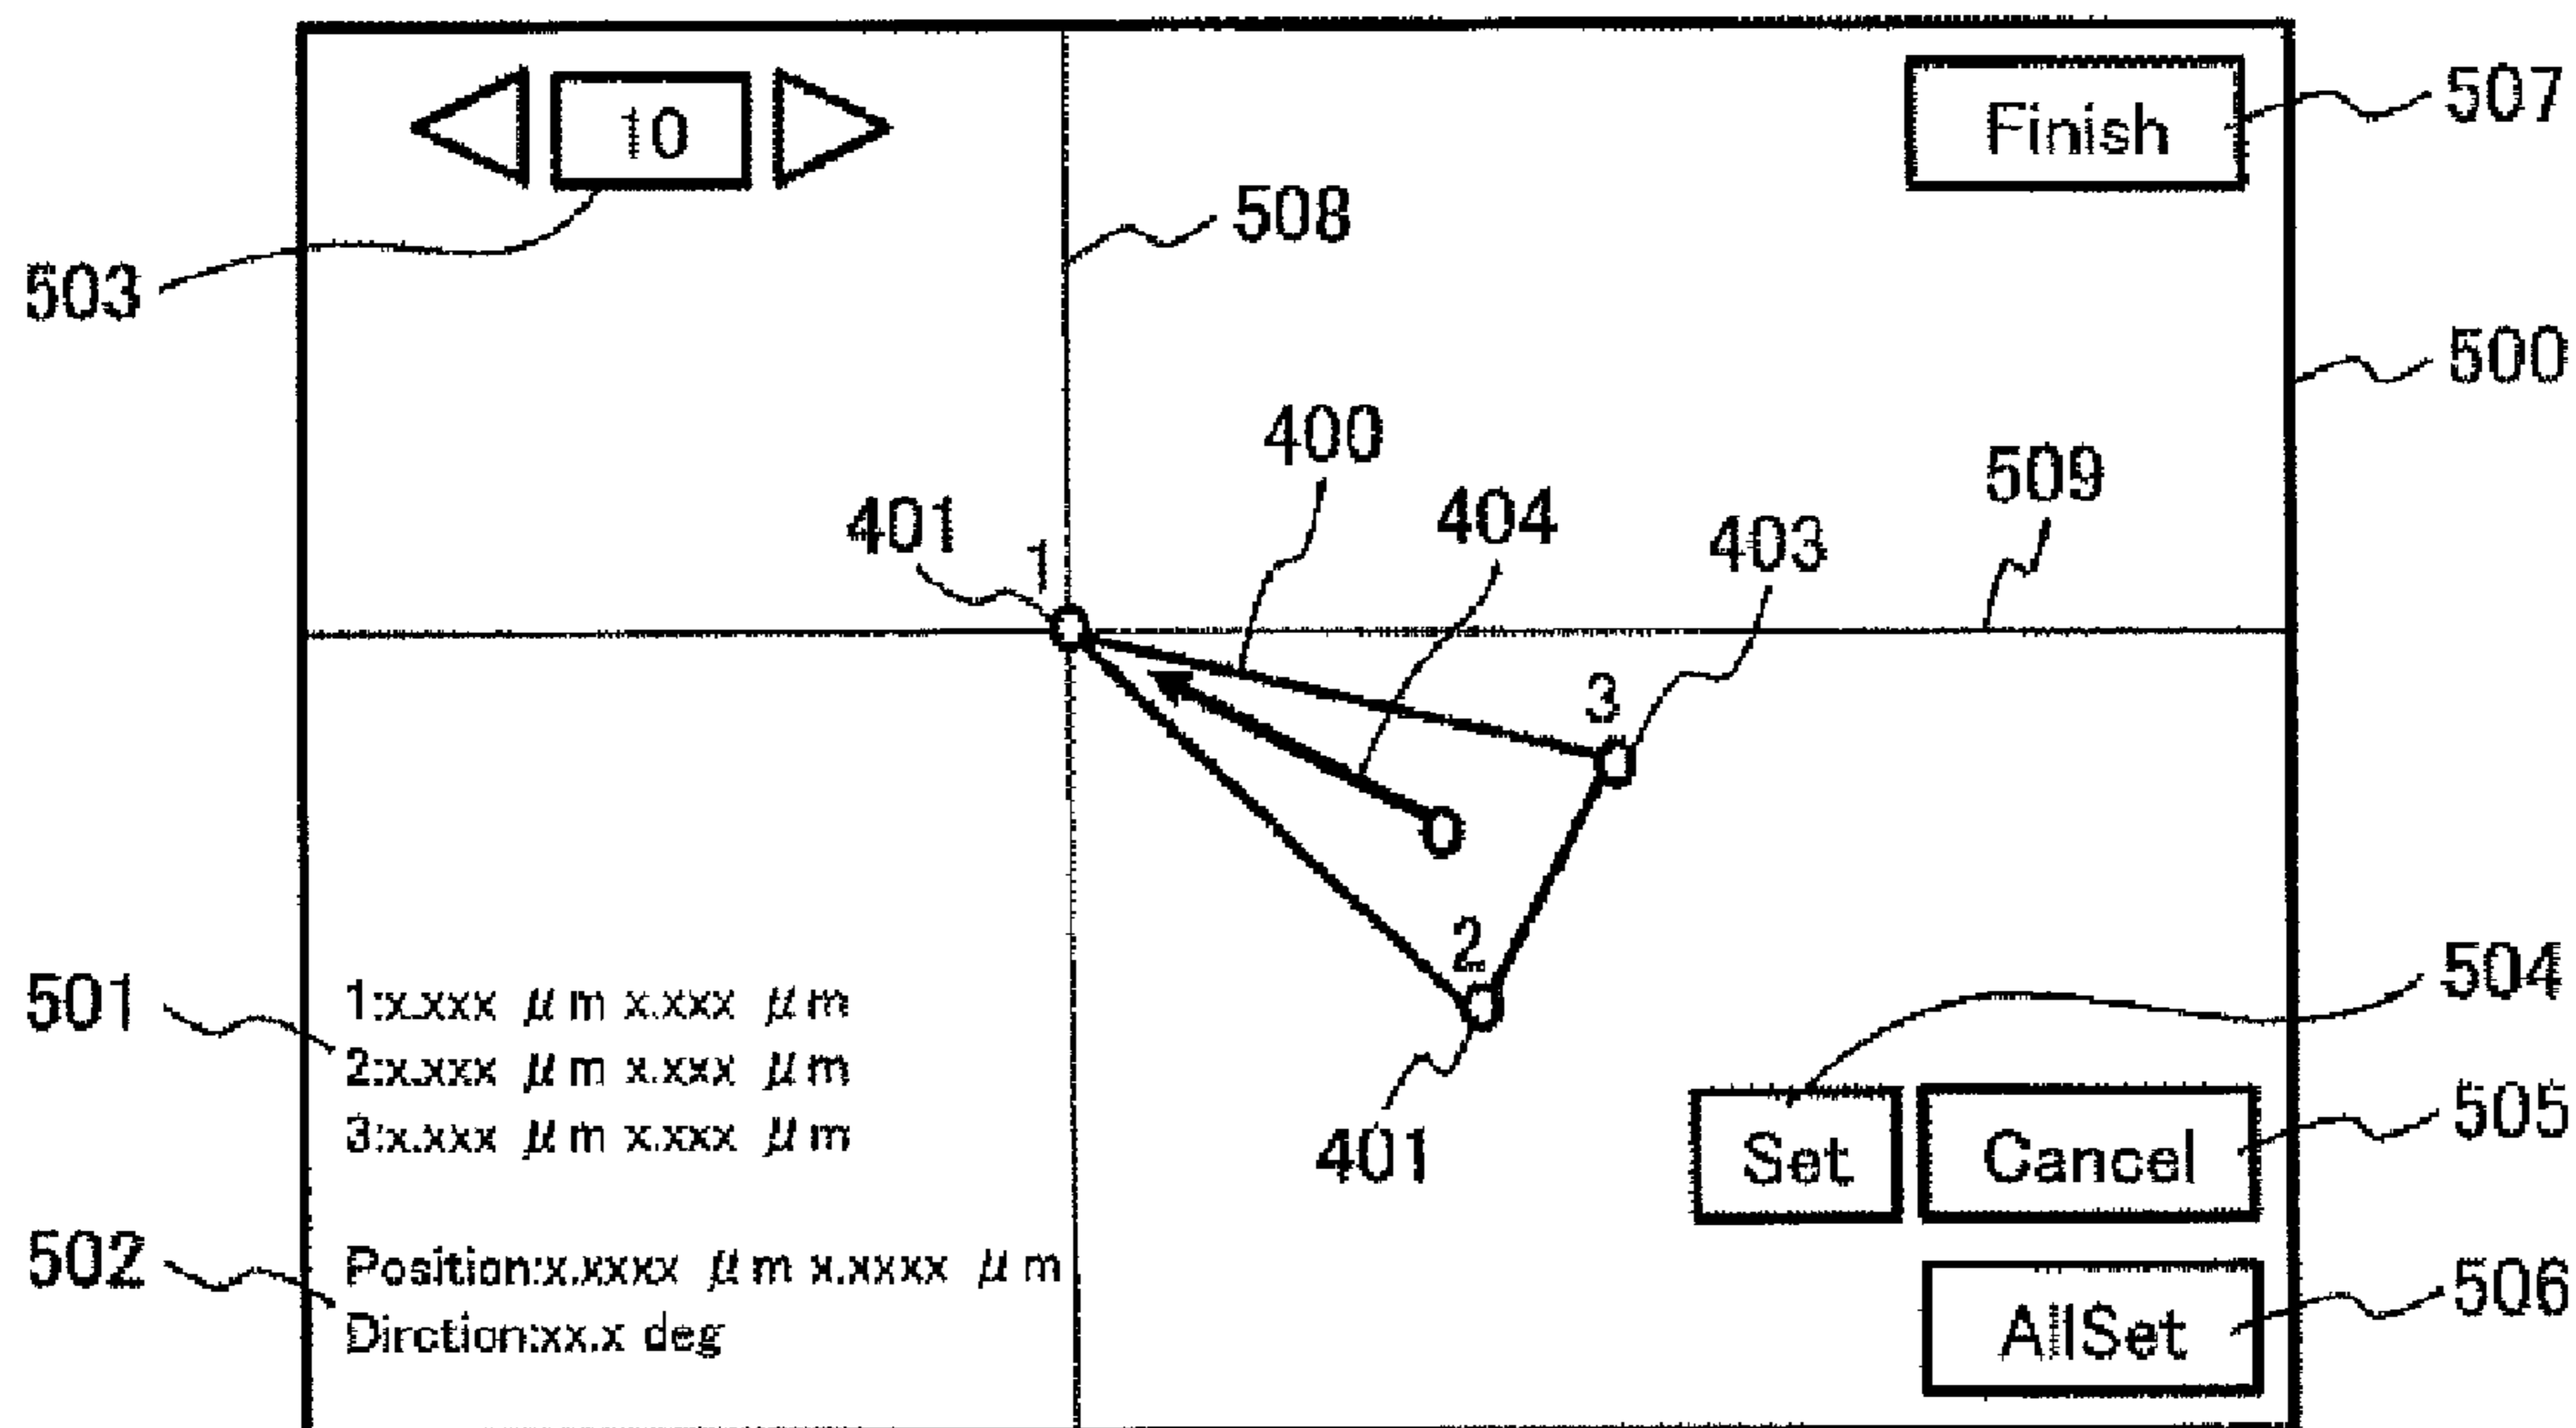 10
Finish
507
508
503
500
400
509
404
403
401
1
3
2
501
1:x.xxx μm x.xxx μm
2:x.xxx μm x.xxx μm
3:x.xxx μm x.xxx μm
504
505
401
Set
Cancel
502
Position:x.xxxx μm x.xxxx μm
Dirction:xx.x deg
506
AllSet